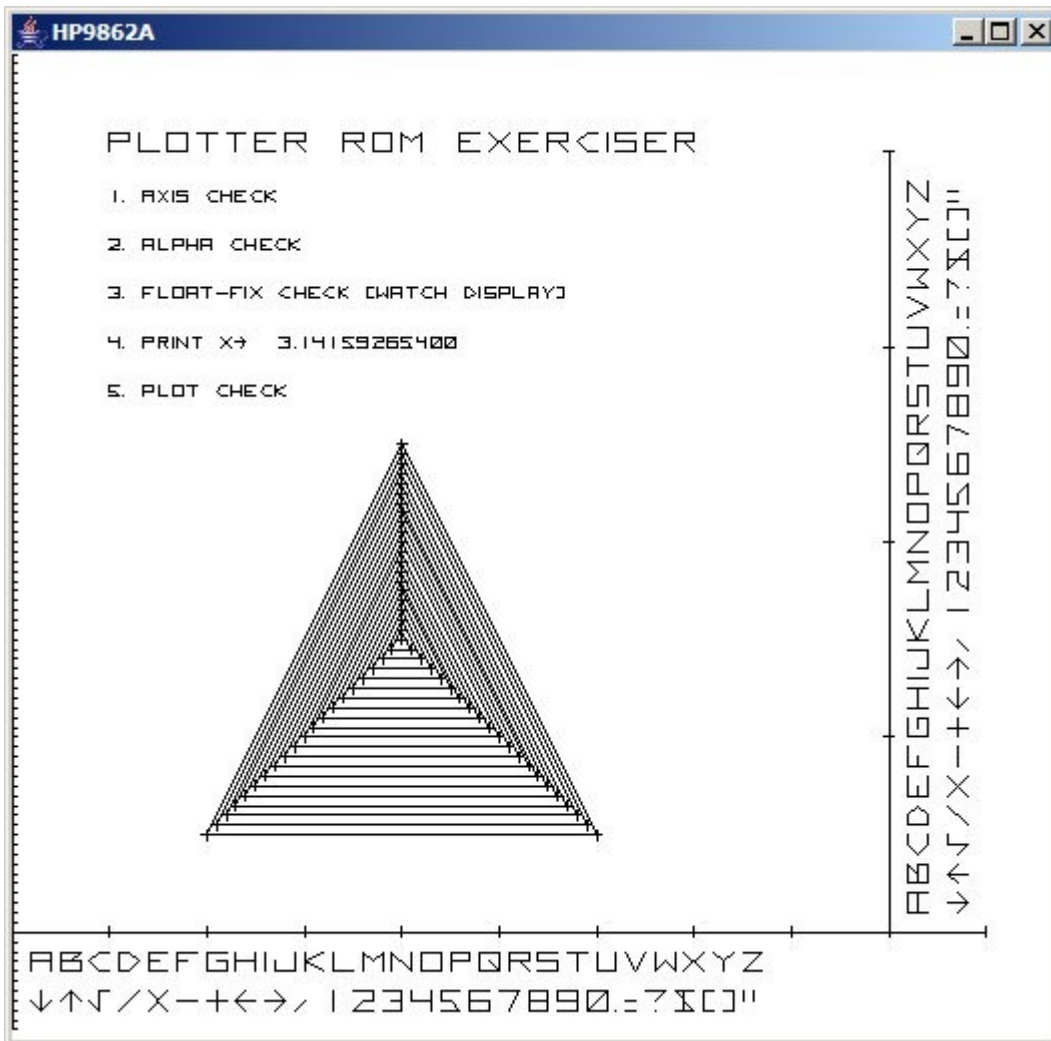 HP9862A
PLOTTER ROM EXERCISER
1. AXIS CHECK
2. ALPHA CHECK
3. FLOAT-FIX CHECK [WATCH DISPLAY]
4. PRINT X→ 3.14159265400
5. PLOT CHECK
ABCDEFGHIJKLMNOPQRSTUVWXYZ
→←√/X-+←→, 1234567890.=?$[]"
ABCDEFGHIJKLMNOPQRSTUVWXYZ
↓↑√/X-+←→, 1234567890.=?$[]"